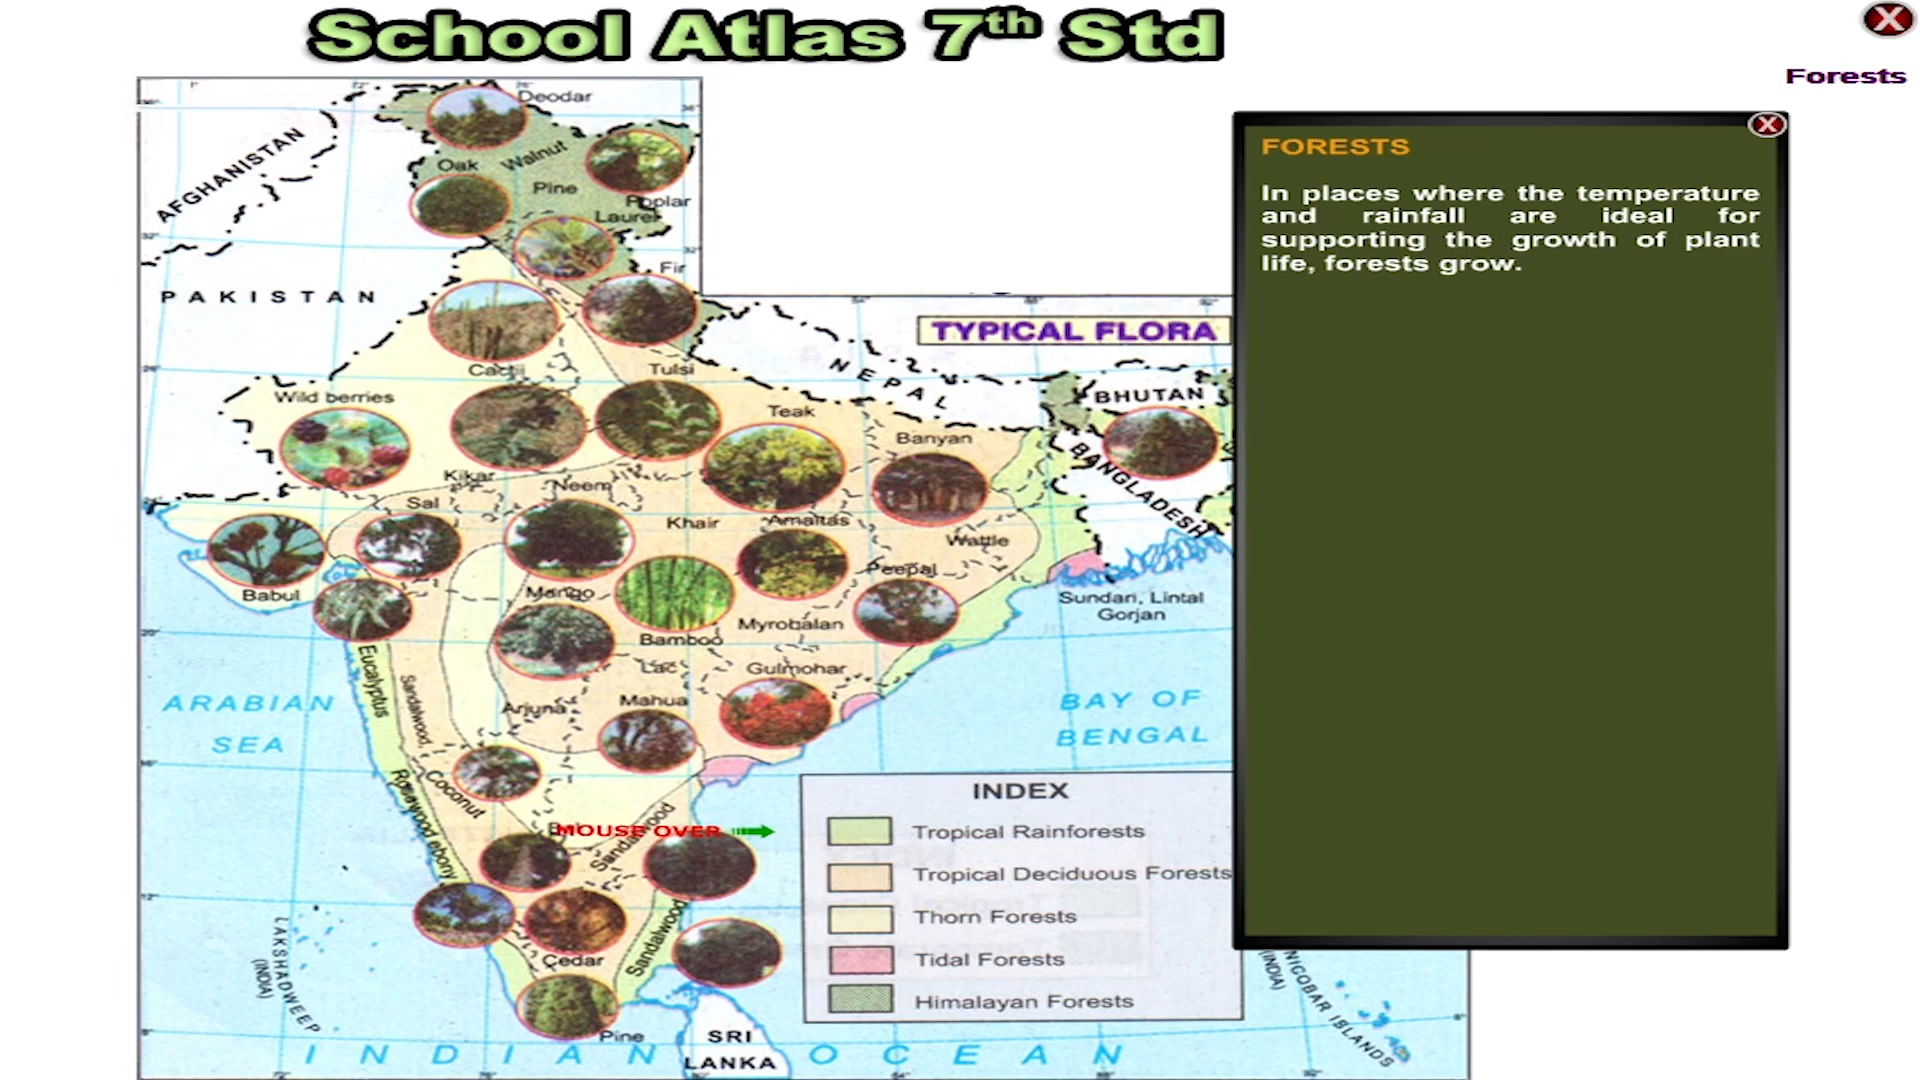 School Atlas 7th Std
Forests
FORESTS
In places where the temperature
and rainfall are ideal for
supporting the growth of plant
life, forests grow.
Deodar
Oak
Walnut
Pine
Poplar
Laurel
Fir
AFGHANISTAN
PAKISTAN
TYPICAL FLORA
NEPAL
BHUTAN
BANGLADESH
Cactii
Tulsi
Wild berries
Teak
Banyan
Kikar
Neem
Sal
Khair
Amaltas
Wattle
Peepal
Babul
Mango
Bamboo
Myrobalan
Sundari, Lintal
Gorjan
Lac
Gulmohar
Eucalyptus
Sandalwood,
Arjuna
Mahua
ARABIAN
SEA
BAY OF
BENGAL
Coconut
Rosewood ebony
MOUSE OVER
Sandalwood
Sandalwood
Cedar
Pine
INDEX
Tropical Rainforests
Tropical Deciduous Forests
Thorn Forests
Tidal Forests
Himalayan Forests
LAKSHADWEEP
(INDIA)
NICOBAR ISLANDS
(INDIA)
SRI
LANKA
INDIAN OCEAN